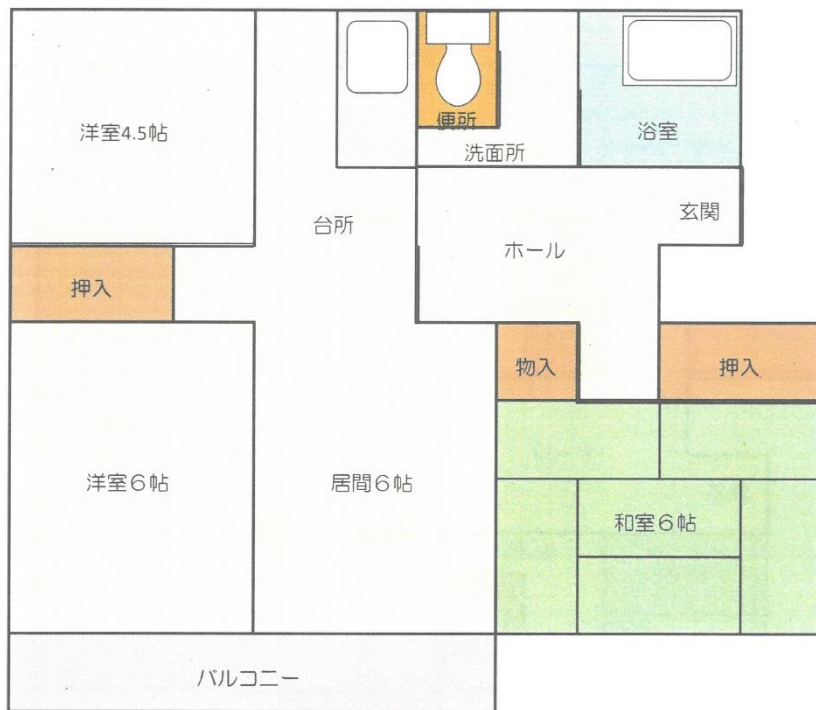 洋室4.5帖
便所
洗面所
浴室
玄関
台所
ホール
押入
物入
押入
洋室６帖
居間６帖
和室６帖
バルコニー